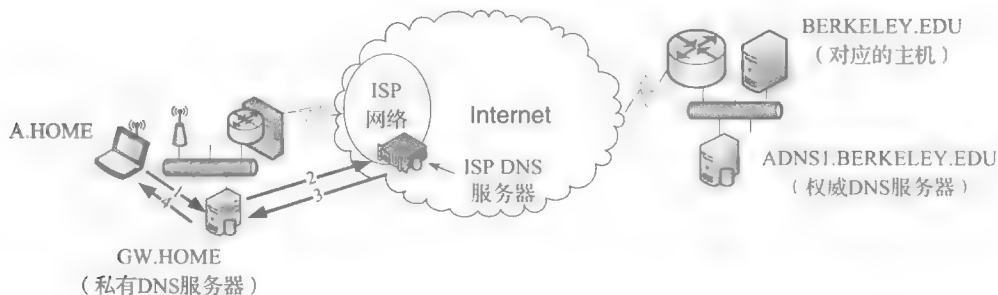 BERKELEY.EDU
（对应的主机）
ISP
网络
Internet
A.HOME
ISP DNS
服务器
ADNS1.BERKELEY.EDU
（权威DNS服务器）
1
4
2
3
GW.HOME
（私有DNS服务器）